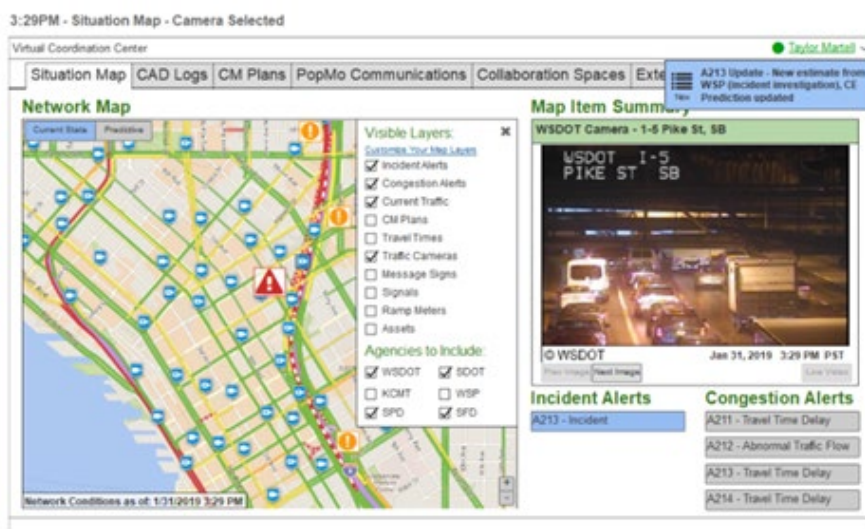 3:29PM - Situation Map - Camera Selected
Virtual Coordination Center
Taylor Martell
Situation Map
CAD Logs
CM Plans
PopMo Communications
Collaboration Spaces
Exte
New
A213 Update - New estimate from
WSP (incident investigation), CE
Prediction updated
Network Map
Current State
Predictive
Visible Layers:
Customize Your Map Layers
Incident Alerts
Congestion Alerts
Current Traffic
CM Plans
Travel Times
Traffic Cameras
Message Signs
Signals
Ramp Meters
Assets
Agencies to Include:
WSDOT
SDOT
KCMT
WSP
SPD
SFD
Network Conditions as of: 1/31/2019 3:29 PM
Map Item Summary
WSDOT Camera - 1-5 Pike St, SB
WSDOT I-5
PIKE ST SB
© WSDOT
Jan 31, 2019 3:29 PM PST
Prev Image
Next Image
Live Video
Incident Alerts
A213 - Incident
Congestion Alerts
A211 - Travel Time Delay
A212 - Abnormal Traffic Flow
A213 - Travel Time Delay
A214 - Travel Time Delay